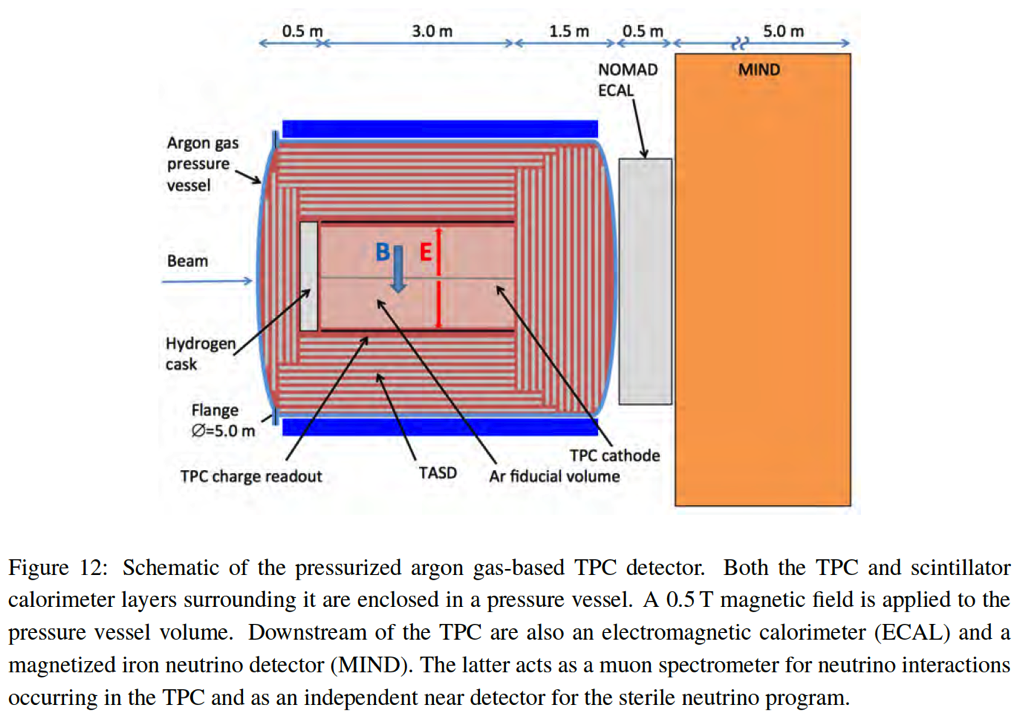 0.5 m 3.0 m 1.5 m 0.5 m 5.0 m
NOMAD
ECAL
MIND
Argon gas
pressure
vessel
B E
Beam
Hydrogen
cask
Flange
∅=5.0 m
TPC charge readout
TASD
Ar fiducial volume
TPC cathode
Figure 12: Schematic of the pressurized argon gas-based TPC detector. Both the TPC and scintillator
calorimeter layers surrounding it are enclosed in a pressure vessel. A 0.5 T magnetic field is applied to the
pressure vessel volume. Downstream of the TPC are also an electromagnetic calorimeter (ECAL) and a
magnetized iron neutrino detector (MIND). The latter acts as a muon spectrometer for neutrino interactions
occurring in the TPC and as an independent near detector for the sterile neutrino program.